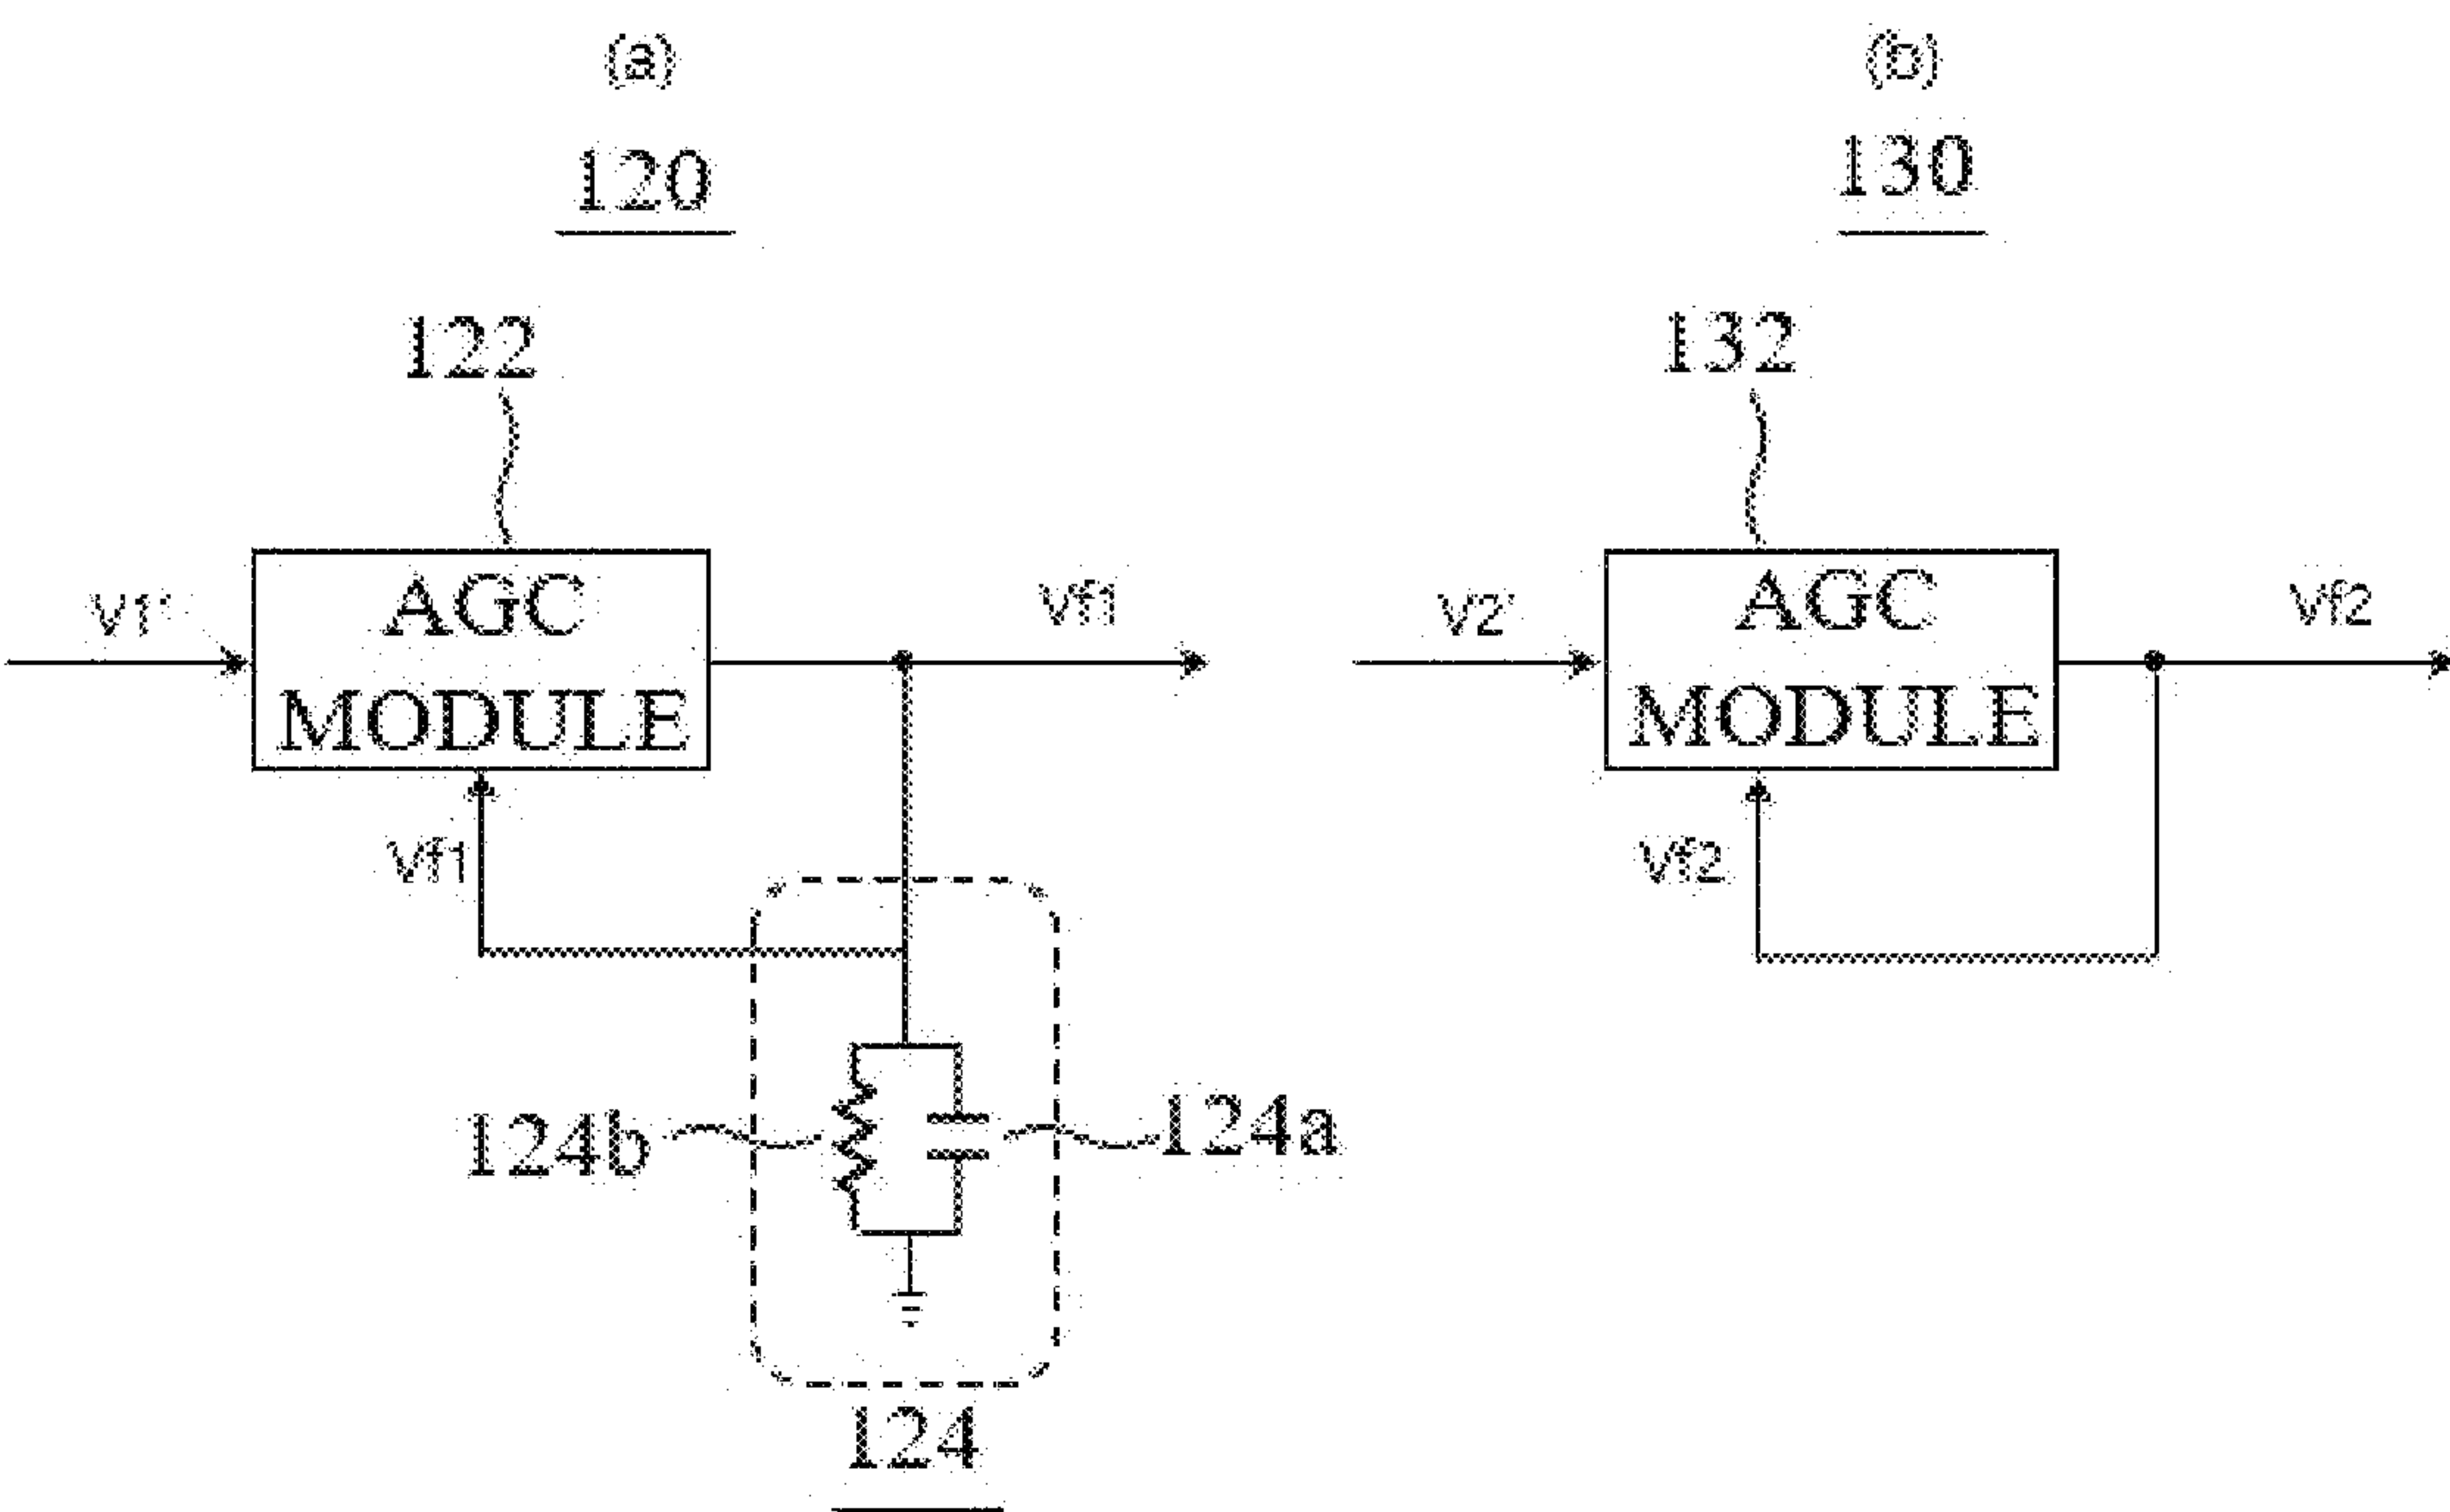 (a)
120
122
V1'
AGC
MODULE
Vf1
Vf1
124b
124a
124
(b)
130
132
V2'
AGC
MODULE
Vf2
Vf2